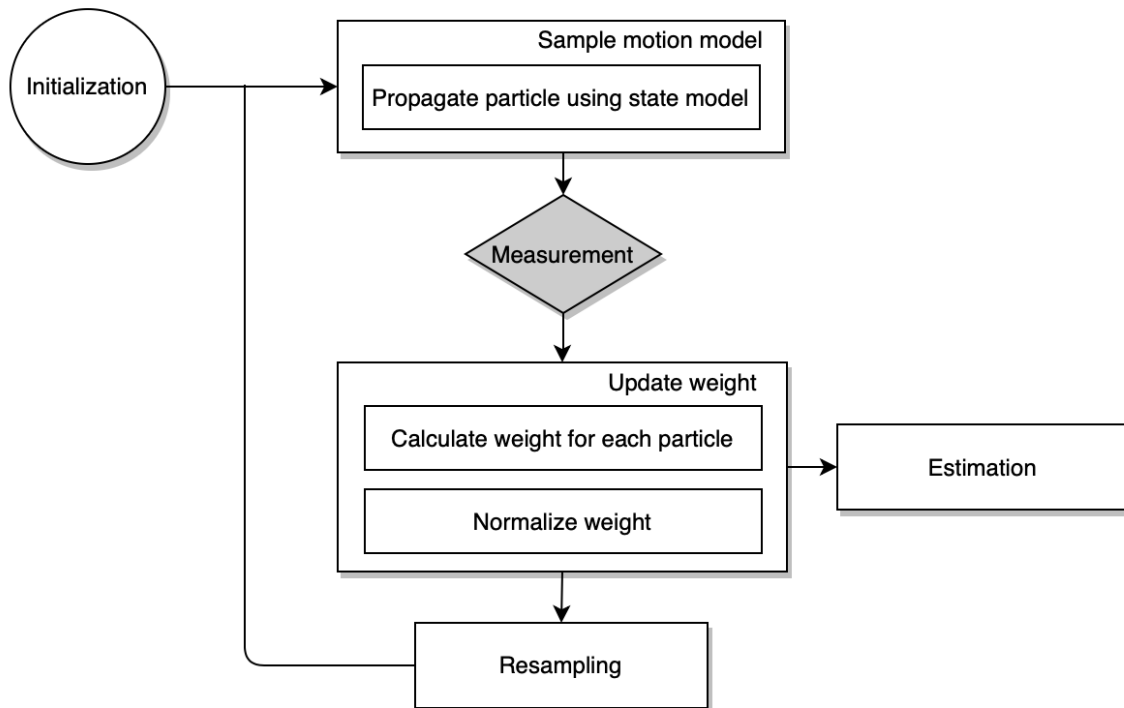 Sample motion model
Initialization
Propagate particle using state model
Measurement
Update weight
Calculate weight for each particle
Estimation
Normalize weight
Resampling